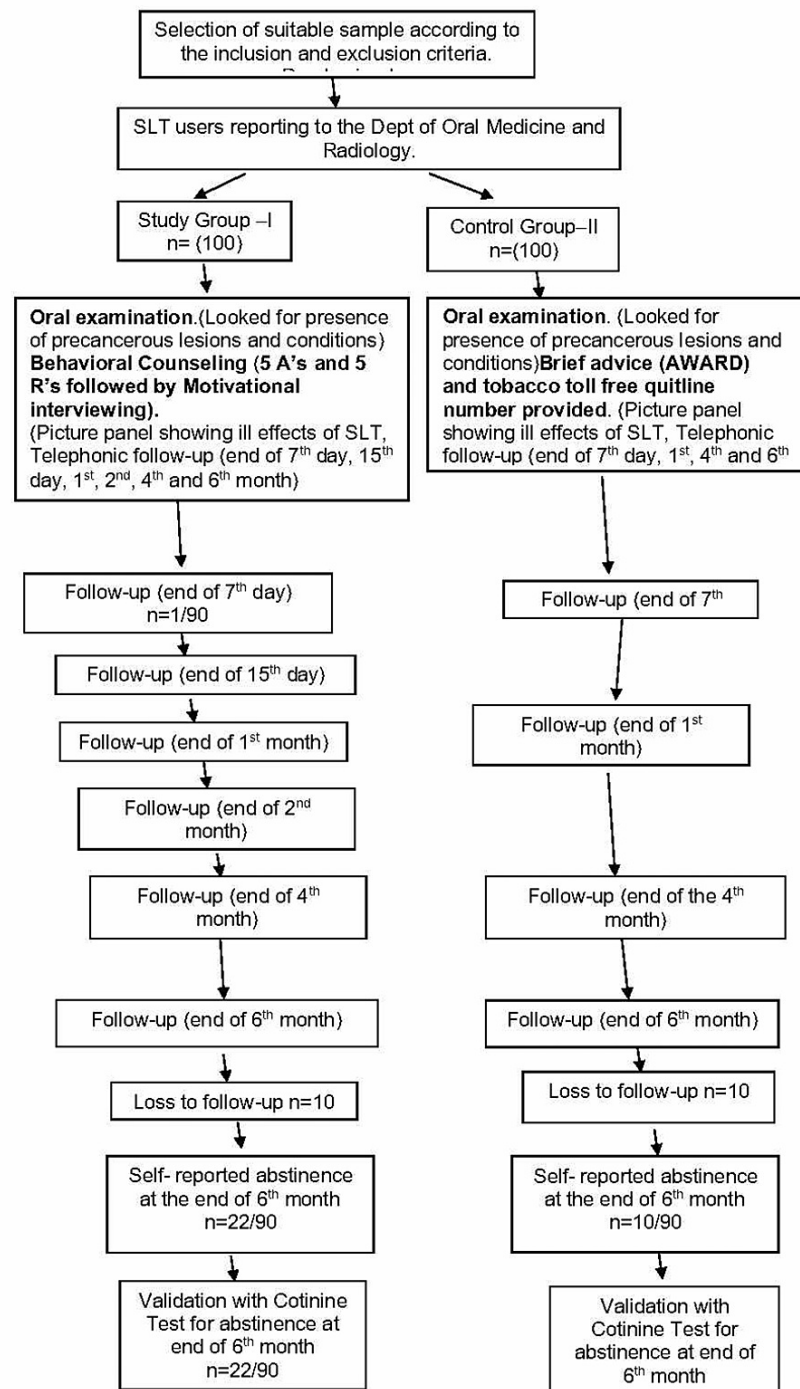 Selection of suitable sample according to
the inclusion and exclusion criteria.
SLT users reporting to the Dept of Oral Medicine and
Radiology.
Study Group –I
n= (100)
Control Group–II
n=(100)
Oral examination.(Looked for presence
of precancerous lesions and conditions)
Behavioral Counseling (5 A’s and 5
R’s followed by Motivational
interviewing).
(Picture panel showing ill effects of SLT,
Telephonic follow-up (end of 7th day, 15th
day, 1st, 2nd, 4th and 6th month)
Oral examination. (Looked for
presence of precancerous lesions and
conditions)Brief advice (AWARD)
and tobacco toll free quitline
number provided. (Picture panel
showing ill effects of SLT, Telephonic
follow-up (end of 7th day, 1st, 4th and 6th
Follow-up (end of 7th day)
n=1/90
Follow-up (end of 15th day)
Follow-up (end of 1st month)
Follow-up (end of 2nd
month)
Follow-up (end of 4th
month)
Follow-up (end of 6th month)
Loss to follow-up n=10
Self- reported abstinence
at the end of 6th month
n=22/90
Validation with Cotinine
Test for abstinence at
end of 6th month
n=22/90
Follow-up (end of 7th
Follow-up (end of 1st
month)
Follow-up (end of the 4th
month)
Follow-up (end of 6th month)
Loss to follow-up n=10
Self- reported abstinence
at the end of 6th month
n=10/90
Validation with
Cotinine Test for
abstinence at end of
6th month